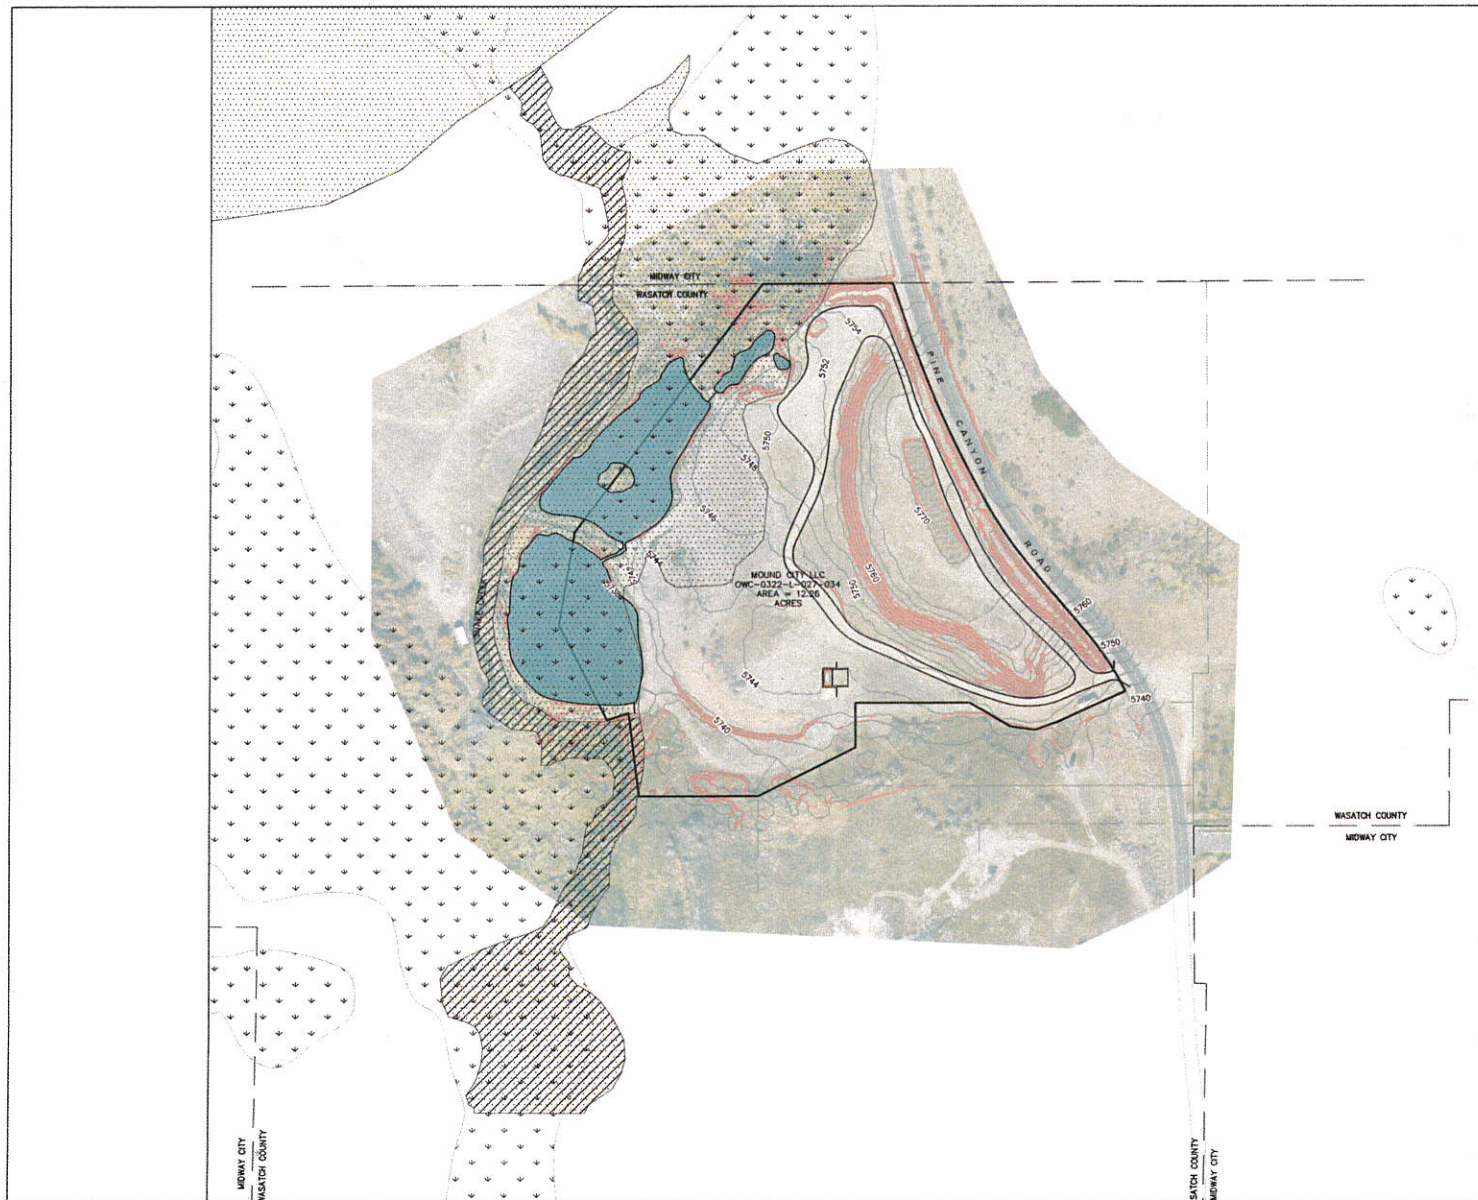 MIDWAY CITY
WASATCH COUNTY
5754
5752
PINE CANYON ROAD
5750
5748
5746
5770
5744
5742
MOUND CITY LLC
OWC-0322-L-027-034
AREA = 12.26
ACRES
5760
5750
5760
5750
5744
5740
5740
WASATCH COUNTY
MIDWAY CITY
MIDWAY CITY
WASATCH COUNTY
WASATCH COUNTY
MIDWAY CITY